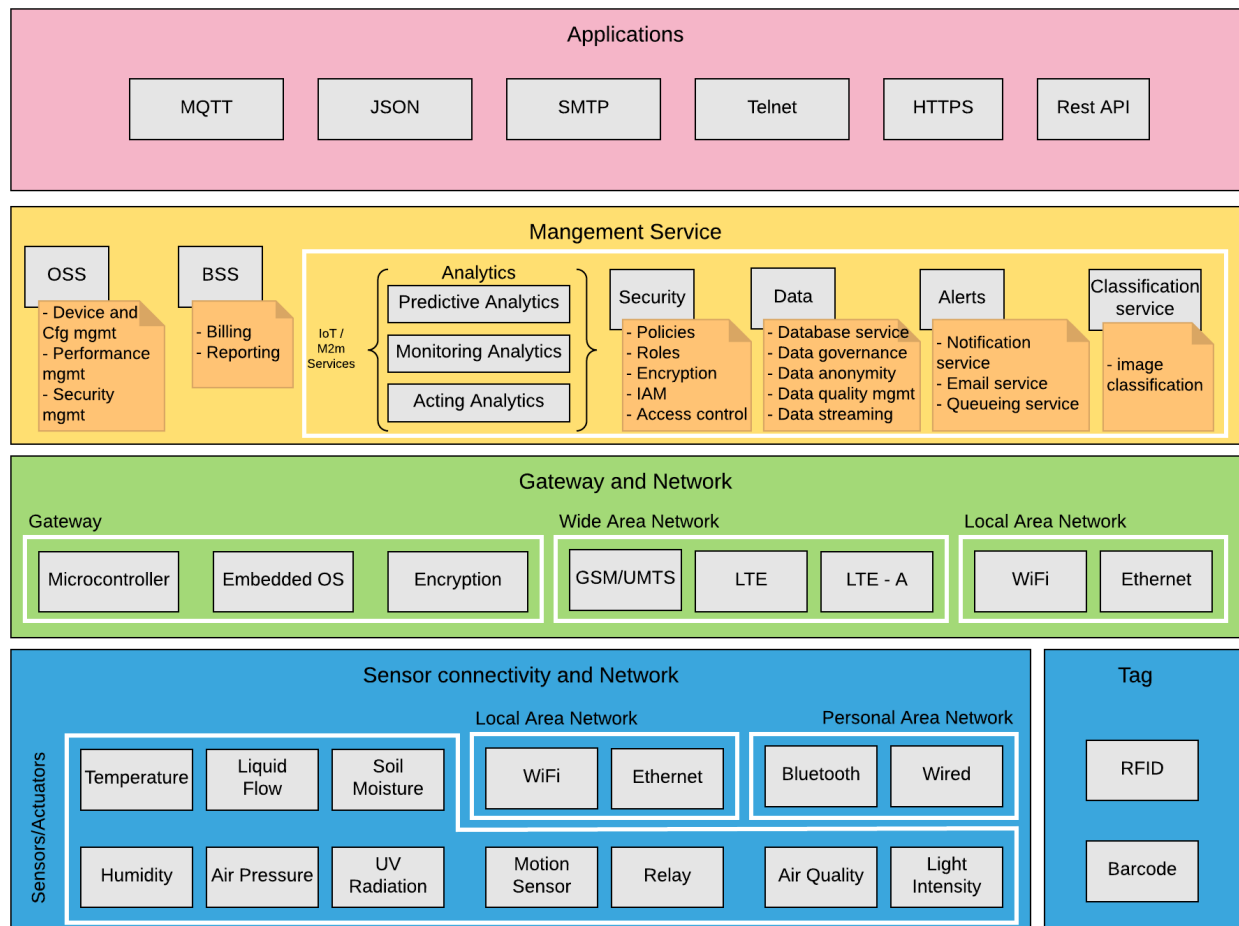 Applications
MQTT
JSON
SMTP
Telnet
HTTPS
Rest API
Mangement Service
OSS
- Device and
Cfg mgmt
- Performance
mgmt
- Security
mgmt
BSS
- Billing
- Reporting
IoT /
M2m
Services
Analytics
Predictive Analytics
Monitoring Analytics
Acting Analytics
Security
- Policies
- Roles
- Encryption
- IAM
- Access control
Data
- Database service
- Data governance
- Data anonymity
- Data quality mgmt
- Data streaming
Alerts
- Notification
service
- Email service
- Queueing service
Classification
service
- image
classification
Gateway and Network
Gateway
Microcontroller
Embedded OS
Encryption
Wide Area Network
GSM/UMTS
LTE
LTE - A
Local Area Network
WiFi
Ethernet
Sensor connectivity and Network
Sensors/Actuators
Temperature
Liquid
Flow
Soil
Moisture
Local Area Network
WiFi
Ethernet
Personal Area Network
Bluetooth
Wired
Humidity
Air Pressure
UV
Radiation
Motion
Sensor
Relay
Air Quality
Light
Intensity
Tag
RFID
Barcode